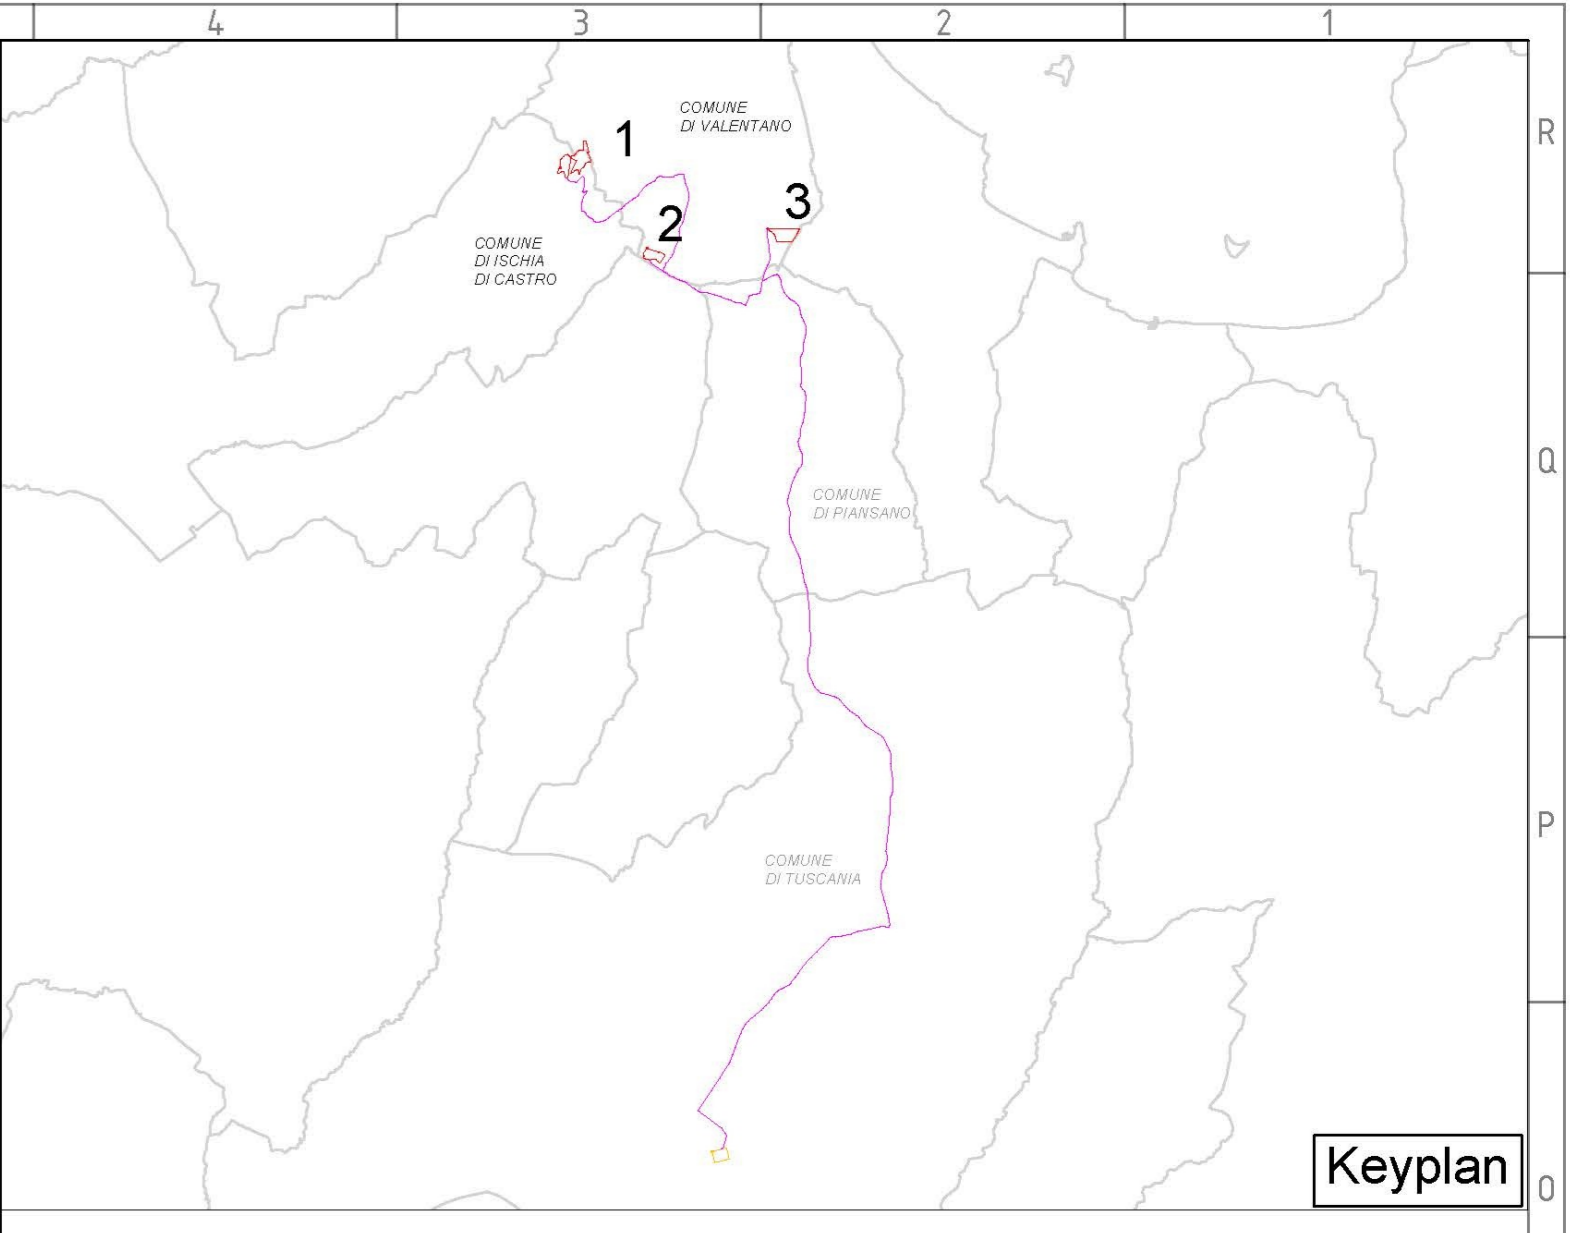 4 3 2 1
COMUNE
DI VALENTANO
R
1
3
2
COMUNE
DI ISCHIA
DI CASTRO
Q
COMUNE
DI PIANSANO
P
COMUNE
DI TUSCANIA
Keyplan
O